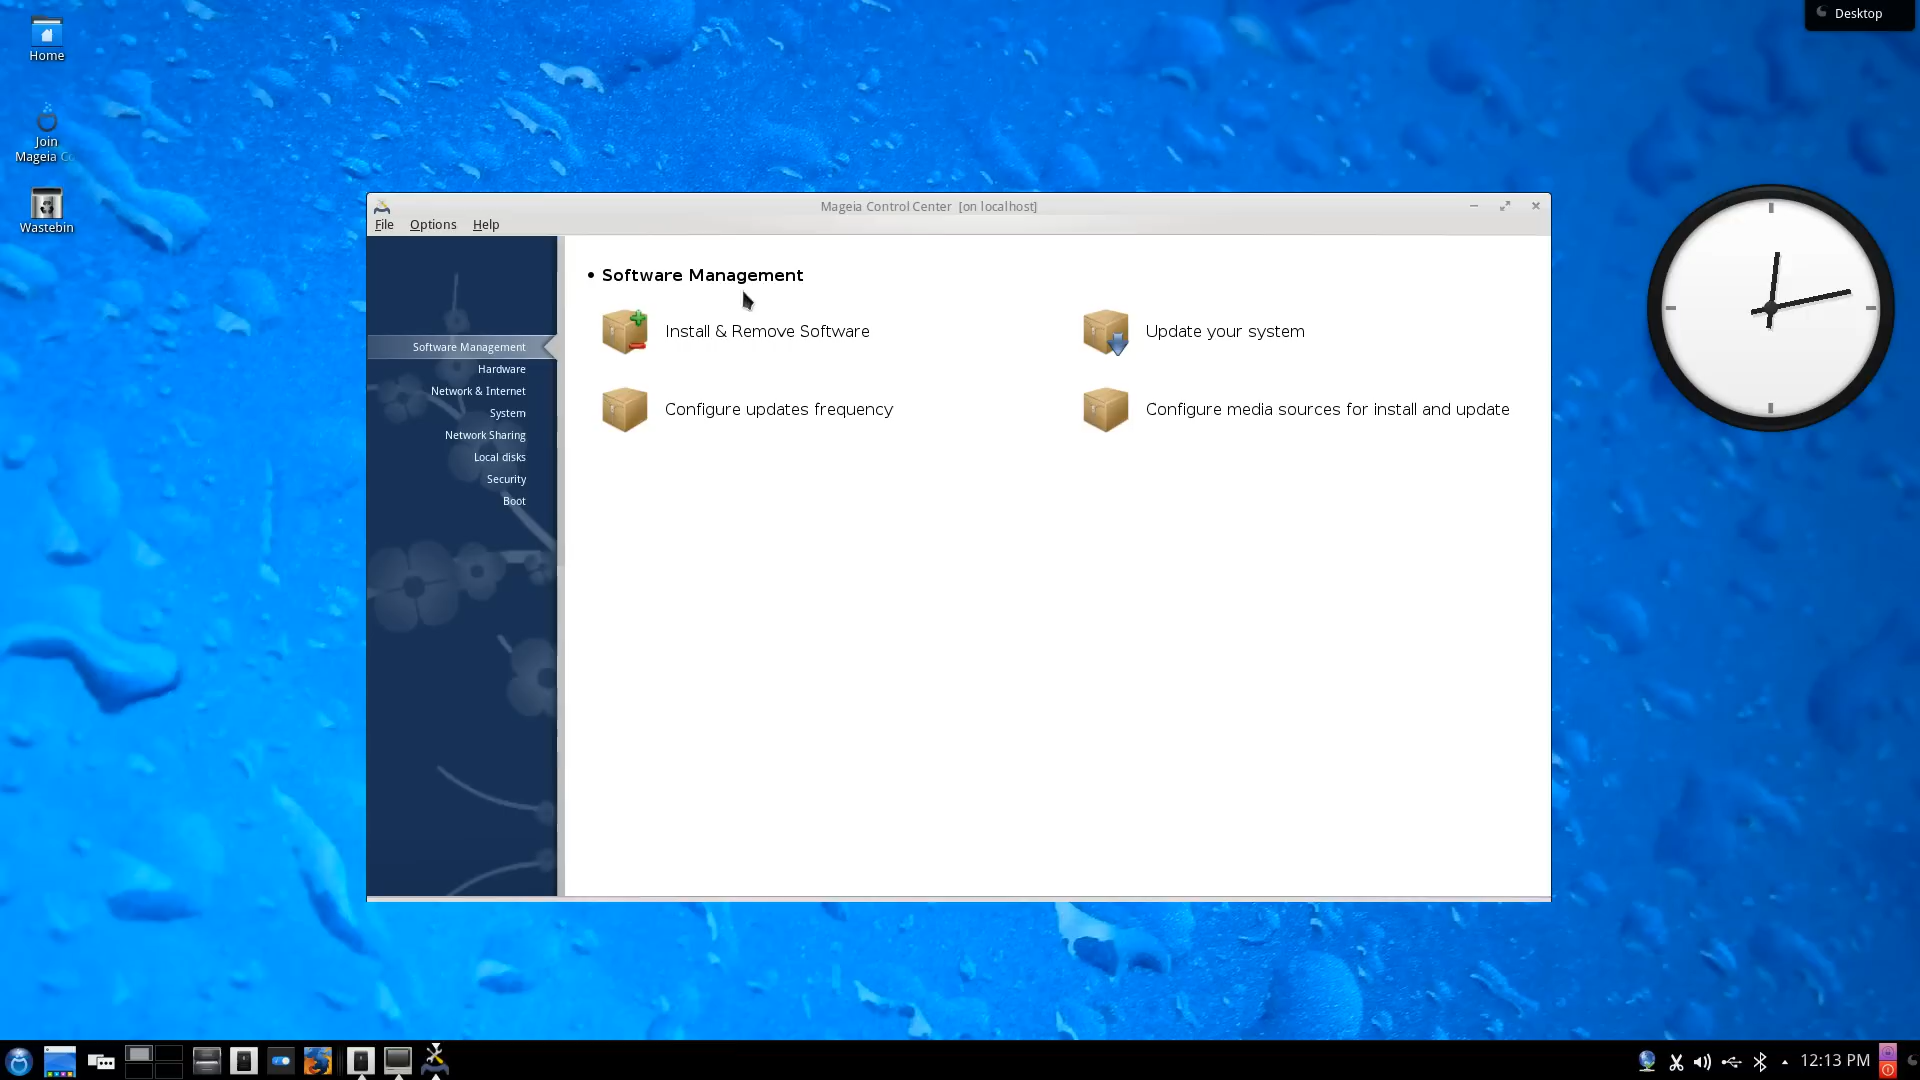 Desktop
Home
Join
Mageia Co
Wastebin
Mageia Control Center [on localhost]
File Options Help
Software Management
Hardware
Network & Internet
System
Network Sharing
Local disks
Security
Boot
• Software Management
Install & Remove Software
Update your system
Configure updates frequency
Configure media sources for install and update
12:13 PM